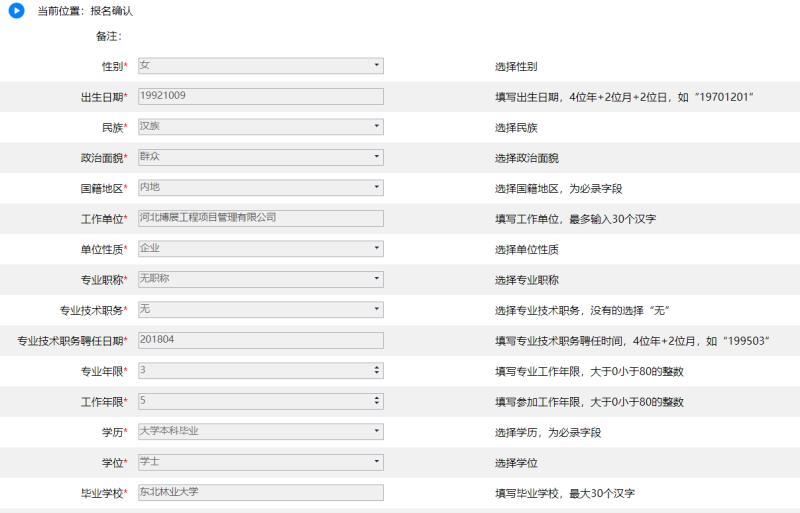 当前位置：报名确认
备注：
性别* 女 选择性别
出生日期* 19921009 填写出生日期，4位年+2位月+2位日，如“19701201”
民族* 汉族 选择民族
政治面貌* 群众 选择政治面貌
国籍地区* 内地 选择国籍地区，为必录字段
工作单位* 河北博展工程项目管理有限公司 填写工作单位，最多输入30个汉字
单位性质* 企业 选择单位性质
专业职称* 无职称 选择专业职称
专业技术职务* 无 选择专业技术职务，没有的选择“无”
专业技术职务聘任日期* 201804 填写专业技术职务聘任时间，4位年+2位月，如“199503”
专业年限* 3 填写专业工作年限，大于0小于80的整数
工作年限* 5 填写参加工作年限，大于0小于80的整数
学历* 大学本科毕业 选择学历，为必录字段
学位* 学士 选择学位
毕业学校* 东北林业大学 填写毕业学校，最大30个汉字